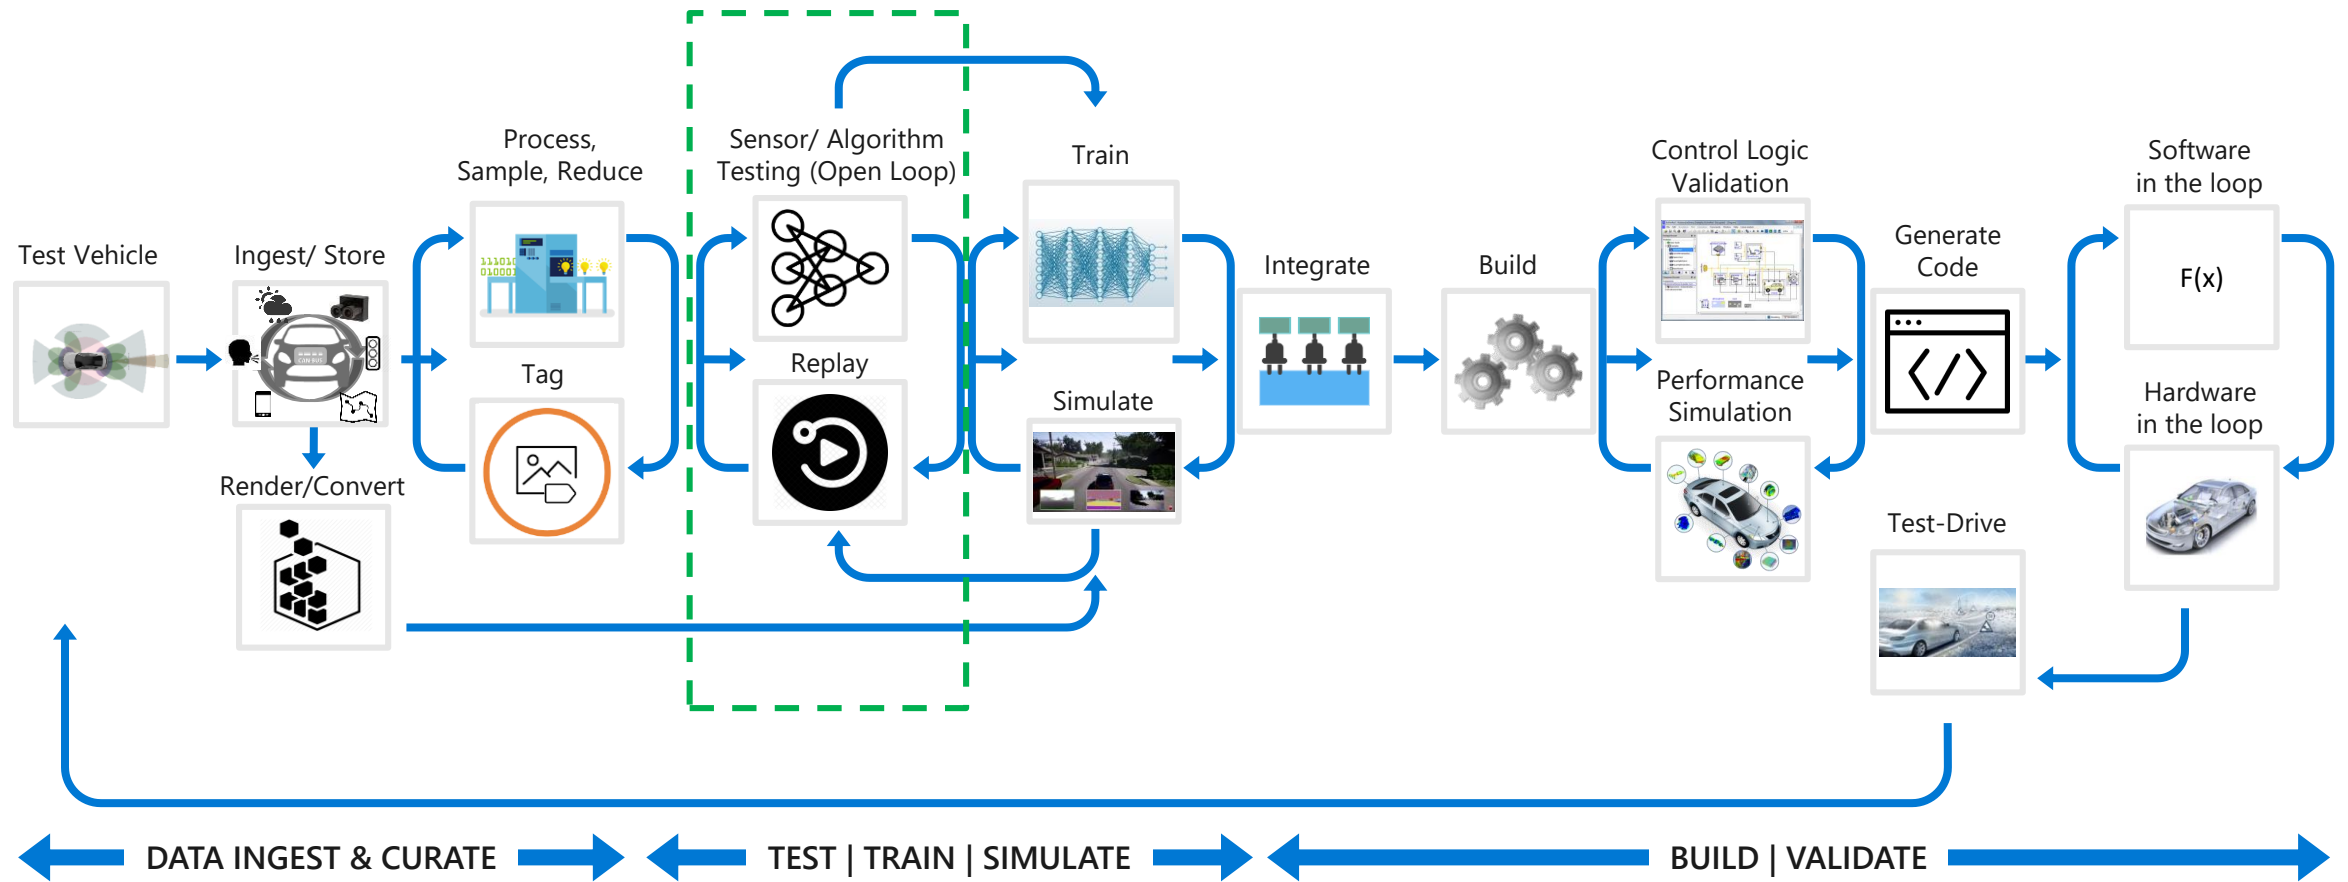 Test Vehicle
Ingest/ Store
CAN BUS
Render/Convert
Process,
Sample, Reduce
Tag
Sensor/ Algorithm
Testing (Open Loop)
Replay
Train
Simulate
Integrate
Build
Control Logic
Validation
Performance
Simulation
Generate
Code
</>
Test-Drive
Software
in the loop
F(x)
Hardware
in the loop
DATA INGEST & CURATE
TEST | TRAIN | SIMULATE
BUILD | VALIDATE